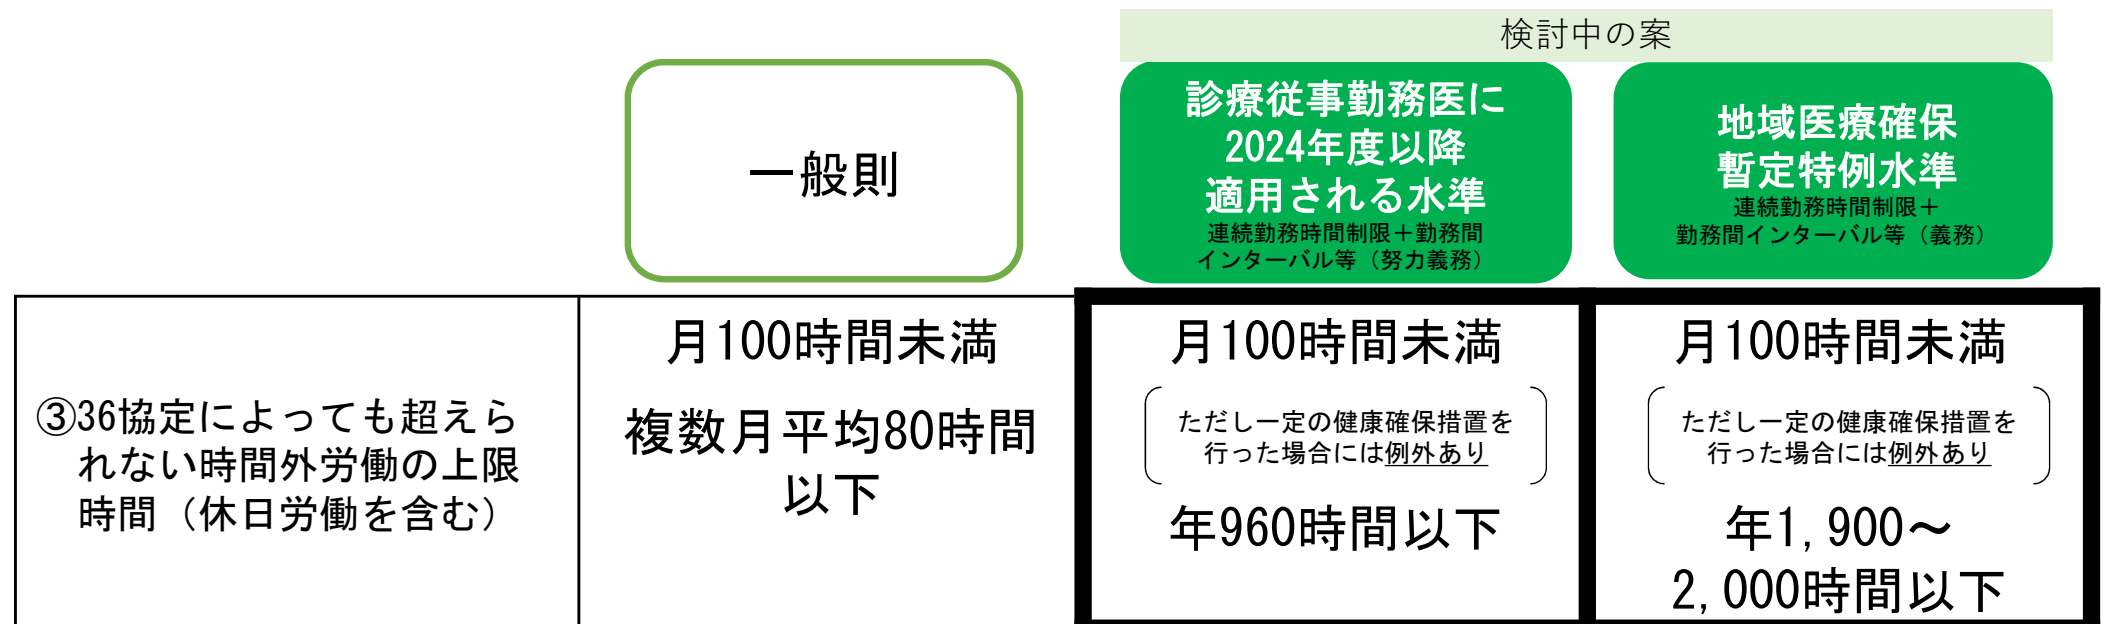 検討中の案
一般則
診療従事勤務医に
2024年度以降
適用される水準
連続勤務時間制限＋勤務間
インターバル等（努力義務）
地域医療確保
暫定特例水準
連続勤務時間制限＋
勤務間インターバル等（義務）
③36協定によっても超えら
れない時間外労働の上限
時間（休日労働を含む）
月100時間未満
複数月平均80時間
以下
月100時間未満
ただし一定の健康確保措置を
行った場合には例外あり
年960時間以下
月100時間未満
ただし一定の健康確保措置を
行った場合には例外あり
年1,900～
2,000時間以下